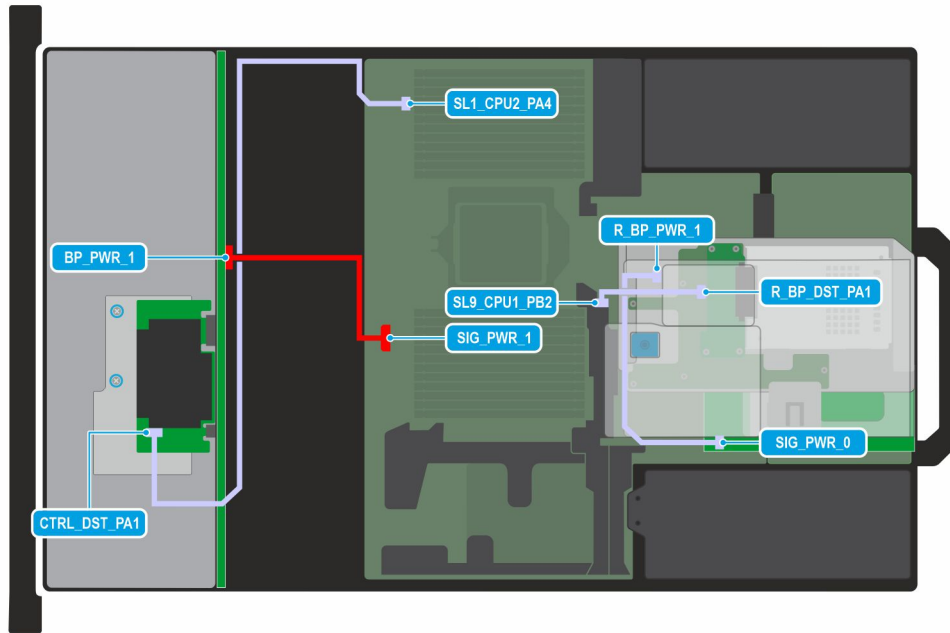 SL1_CPU2_PA4
R_BP_PWR_1
BP_PWR_1
R_BP_DST_PA1
SL9_CPU1_PB2
SIG_PWR_1
SIG_PWR_0
CTRL_DST_PA1